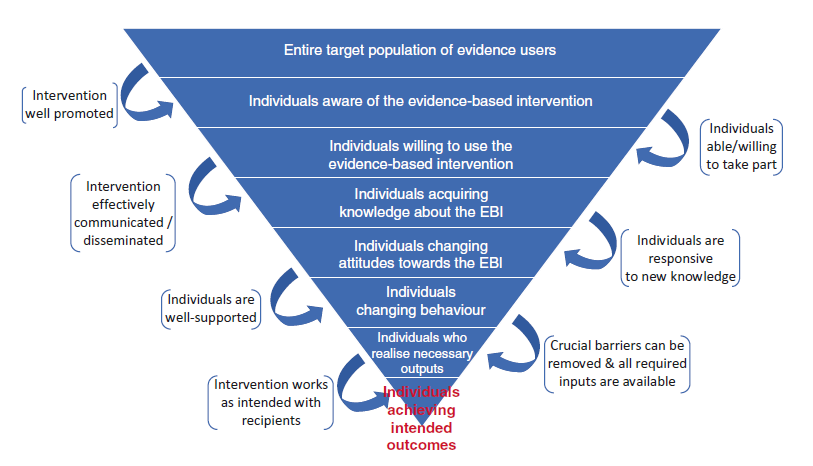 Entire target population of evidence users
Intervention
well promoted
Individuals aware of the evidence-based intervention
Individuals
able/willing
to take part
Individuals willing to use the
evidence-based intervention
Intervention
effectively
communicated /
disseminated
Individuals acquiring
knowledge about the EBI
Individuals are
responsive
to new knowledge
Individuals changing
attitudes towards the EBI
Individuals are
well-supported
Individuals
changing behaviour
Crucial barriers can be
removed & all required
inputs are available
Individuals who
realise necessary
outputs
Intervention works
as intended with
recipients
Individuals
achieving
intended
outcomes